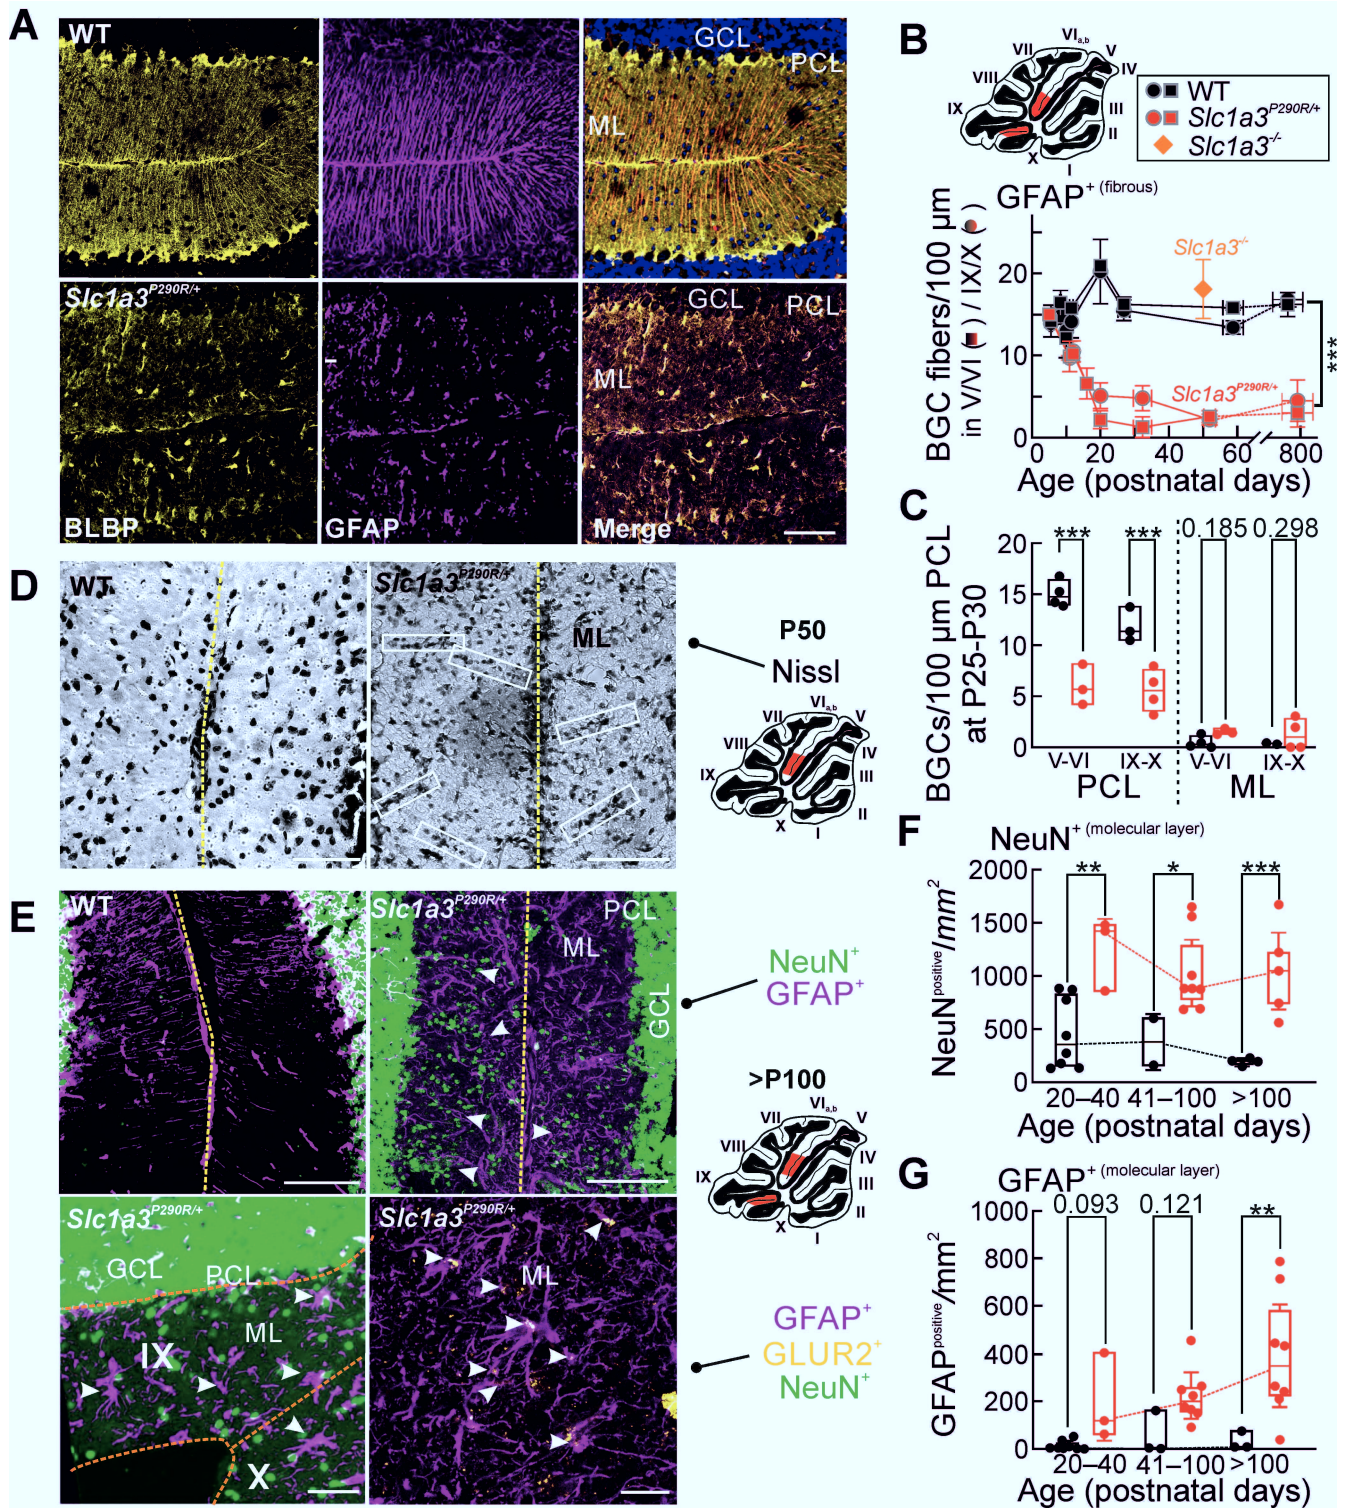 A
WT
GCL
PCL
ML
Slc1a3P290R/+
GCL
PCL
ML
BLBP
GFAP
Merge
B
VIa,b
VII
V
VIII
IV
IX
III
II
X
I
WT
Slc1a3P290R/+
Slc1a3-/-
GFAP+ (fibrous)
BGC fibers/100 µm
in V/VI ( ) / IX/X ( )
20
10
0
Slc1a3-/-
Slc1a3P290R/+
***
0 20 40 60 800
Age (postnatal days)
C
BGCs/100 µm PCL
at P25-P30
20
15
10
5
0
*** *** 0.185 0.298
V-VI IX-X V-VI IX-X
PCL ML
D
WT
Slc1a3P290R/+
ML
P50
Nissl
VIa,b
VII
V
VIII
IV
IX
III
II
X
I
E
WT
Slc1a3P290R/+
PCL
ML
GCL
NeuN+
GFAP+
>P100
VIa,b
VII
V
VIII
IV
IX
III
II
X
I
Slc1a3P290R/+
GCL
PCL
ML
IX
X
Slc1a3P290R/+
ML
GFAP+
GLUR2+
NeuN+
F
NeuN+ (molecular layer)
NeuNpositive/mm2
2000
1500
1000
500
0
** * ***
20–40 41–100 >100
Age (postnatal days)
G
GFAP+ (molecular layer)
GFAPpositive/mm2
1000
800
600
400
200
0
0.093 0.121 **
20–40 41–100 >100
Age (postnatal days)